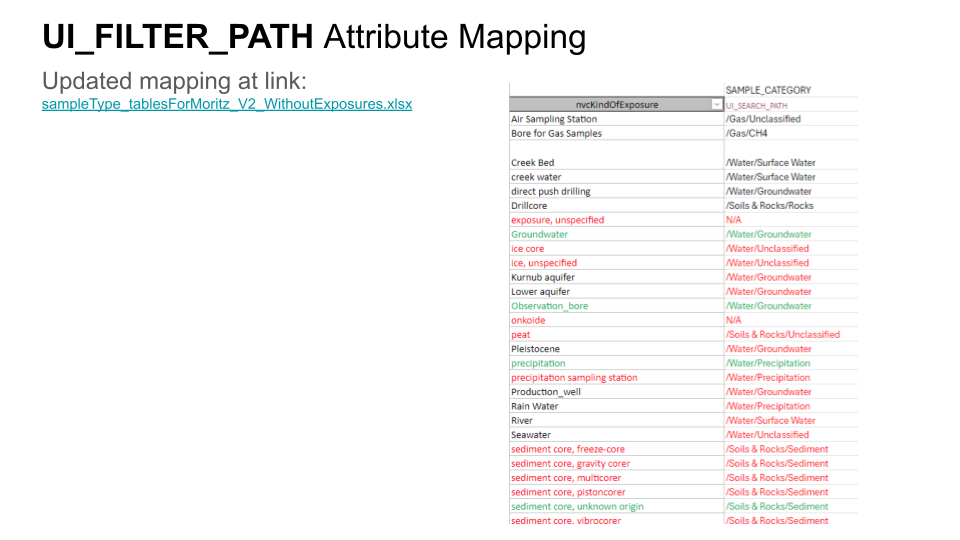 UI_FILTER_PATH Attribute Mapping
Updated mapping at link:
sampleType_tablesForMoritz_V2_WithoutExposures.xlsx
SAMPLE_CATEGORY
nvcKindOfExposure UI_SEARCH_PATH
Air Sampling Station /Gas/Unclassified
Bore for Gas Samples /Gas/CH4
Creek Bed /Water/Surface Water
creek water /Water/Surface Water
direct push drilling /Water/Groundwater
Drillcore /Soils & Rocks/Rocks
exposure, unspecified N/A
Groundwater /Water/Groundwater
ice core /Water/Unclassified
ice, unspecified /Water/Unclassified
Kurnub aquifer /Water/Groundwater
Lower aquifer /Water/Groundwater
Observation_bore /Water/Groundwater
onkoide N/A
peat /Soils & Rocks/Unclassified
Pleistocene /Water/Groundwater
precipitation /Water/Precipitation
precipitation sampling station /Water/Precipitation
Production_well /Water/Groundwater
Rain Water /Water/Precipitation
River /Water/Surface Water
Seawater /Water/Unclassified
sediment core, freeze-core /Soils & Rocks/Sediment
sediment core, gravity corer /Soils & Rocks/Sediment
sediment core, multicorer /Soils & Rocks/Sediment
sediment core, pistoncorer /Soils & Rocks/Sediment
sediment core, unknown origin /Soils & Rocks/Sediment
sediment core, vibrocorer /Soils & Rocks/Sediment